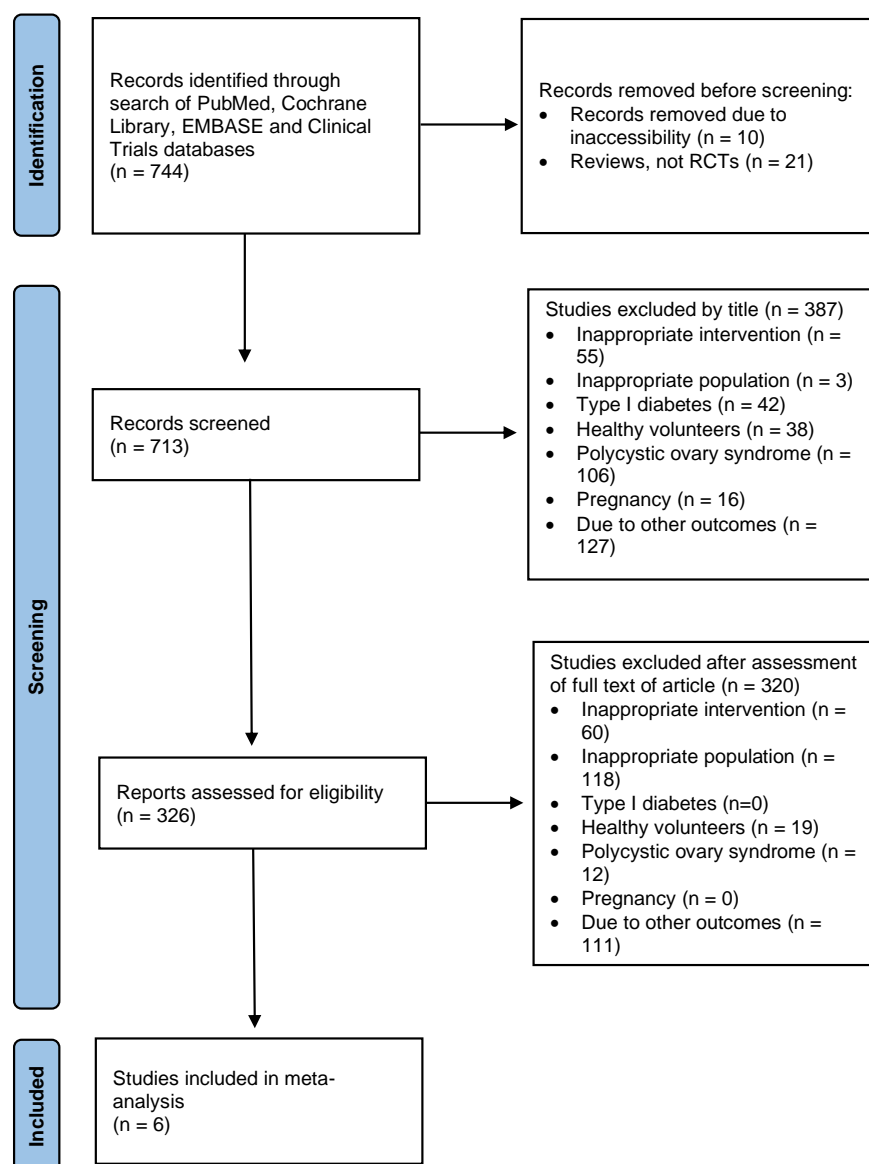 Identification
Records identified through
search of PubMed, Cochrane
Library, EMBASE and Clinical
Trials databases
(n = 744)
Records removed before screening:
• Records removed due to
inaccessibility (n = 10)
• Reviews, not RCTs (n = 21)
Screening
Records screened
(n = 713)
Studies excluded by title (n = 387)
• Inappropriate intervention (n =
55)
• Inappropriate population (n = 3)
• Type I diabetes (n = 42)
• Healthy volunteers (n = 38)
• Polycystic ovary syndrome (n =
106)
• Pregnancy (n = 16)
• Due to other outcomes (n =
127)
Reports assessed for eligibility
(n = 326)
Studies excluded after assessment
of full text of article (n = 320)
• Inappropriate intervention (n =
60)
• Inappropriate population (n =
118)
• Type I diabetes (n=0)
• Healthy volunteers (n = 19)
• Polycystic ovary syndrome (n =
12)
• Pregnancy (n = 0)
• Due to other outcomes (n =
111)
Included
Studies included in meta-
analysis
(n = 6)